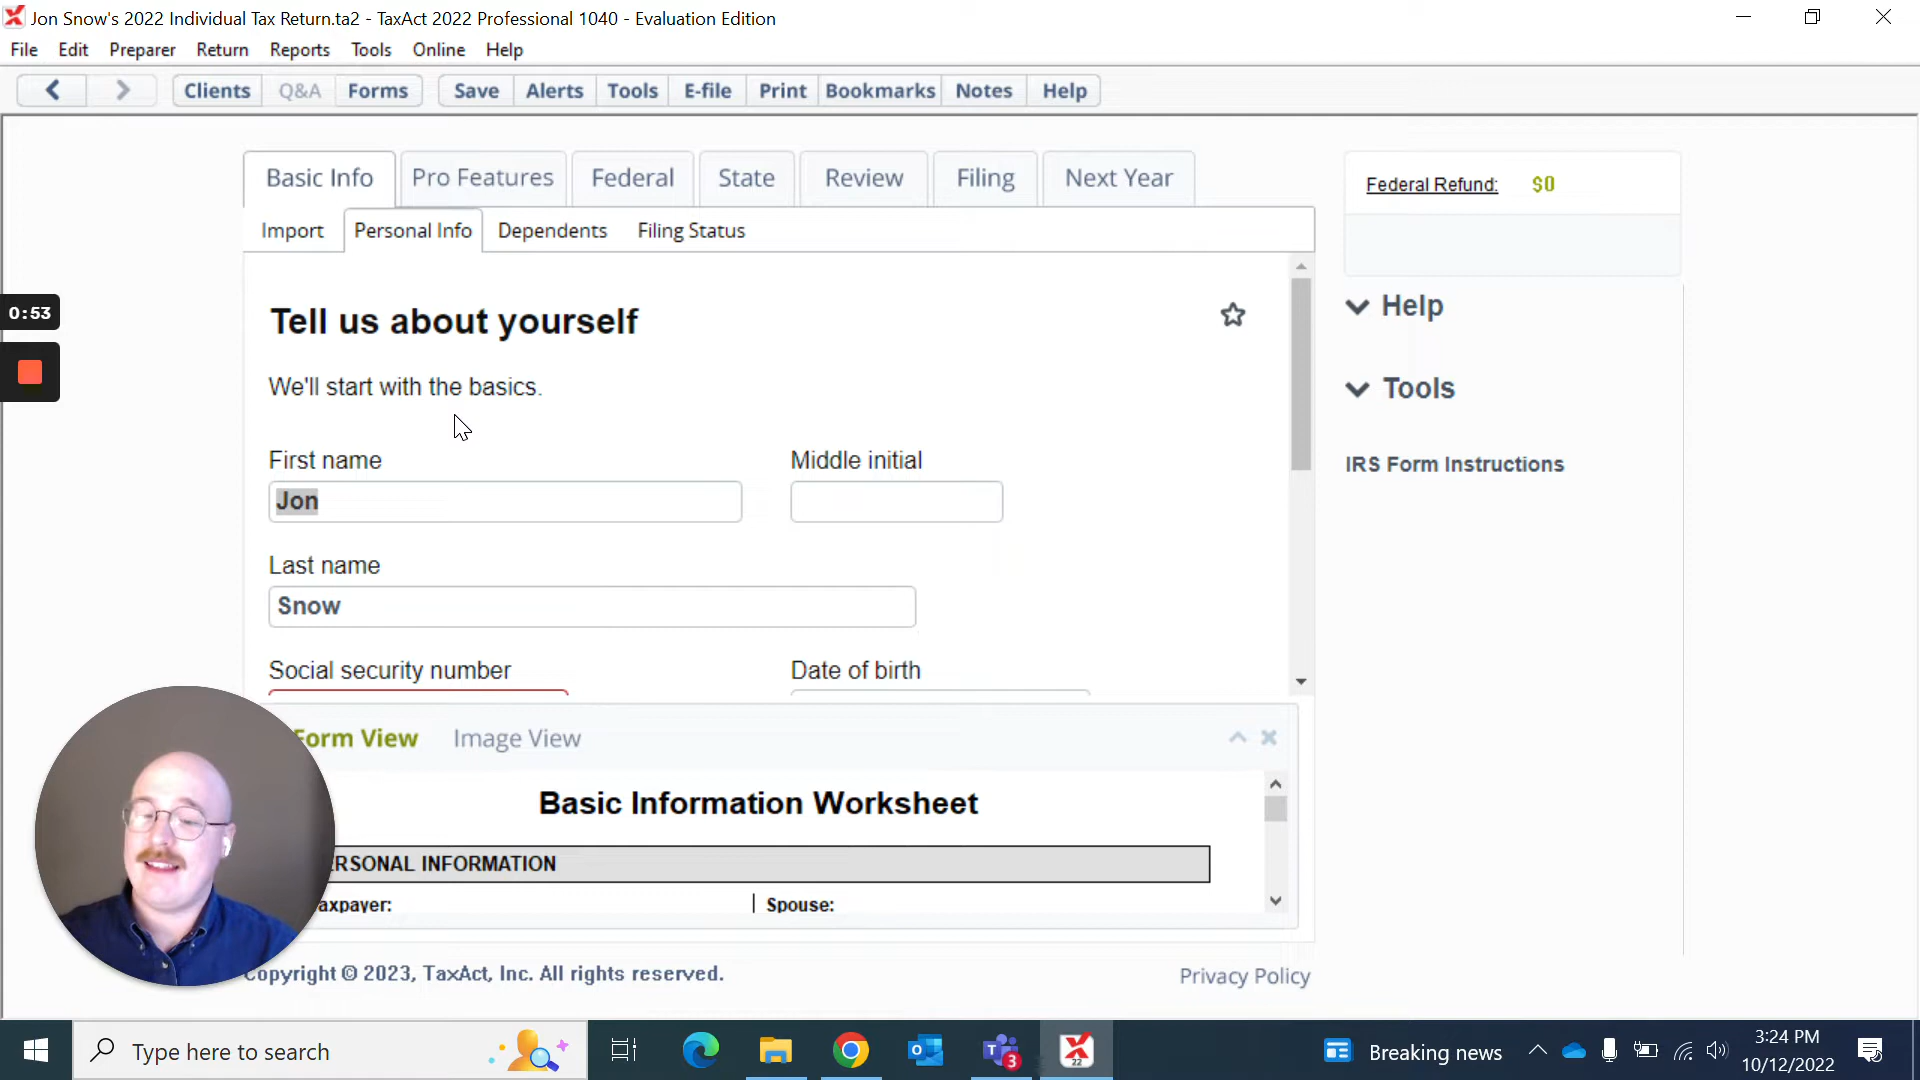 Jon Snow's 2022 Individual Tax Return.ta2 - TaxAct 2022 Professional 1040 - Evaluation Edition
File Edit Preparer Return Reports Tools Online Help
Clients Q&A Forms Save Alerts Tools E-file Print Bookmarks Notes Help
Basic Info Pro Features Federal State Review Filing Next Year
Federal Refund: $0
Import Personal Info Dependents Filing Status
0:53
Tell us about yourself
Help
We'll start with the basics.
Tools
First name Middle initial
IRS Form Instructions
Jon
Last name
Snow
Social security number Date of birth
Form View Image View
Basic Information Worksheet
RSONAL INFORMATION
axpayer: Spouse:
Copyright © 2023, TaxAct, Inc. All rights reserved.
Privacy Policy
Type here to search
3
22
Breaking news
3:24 PM
10/12/2022